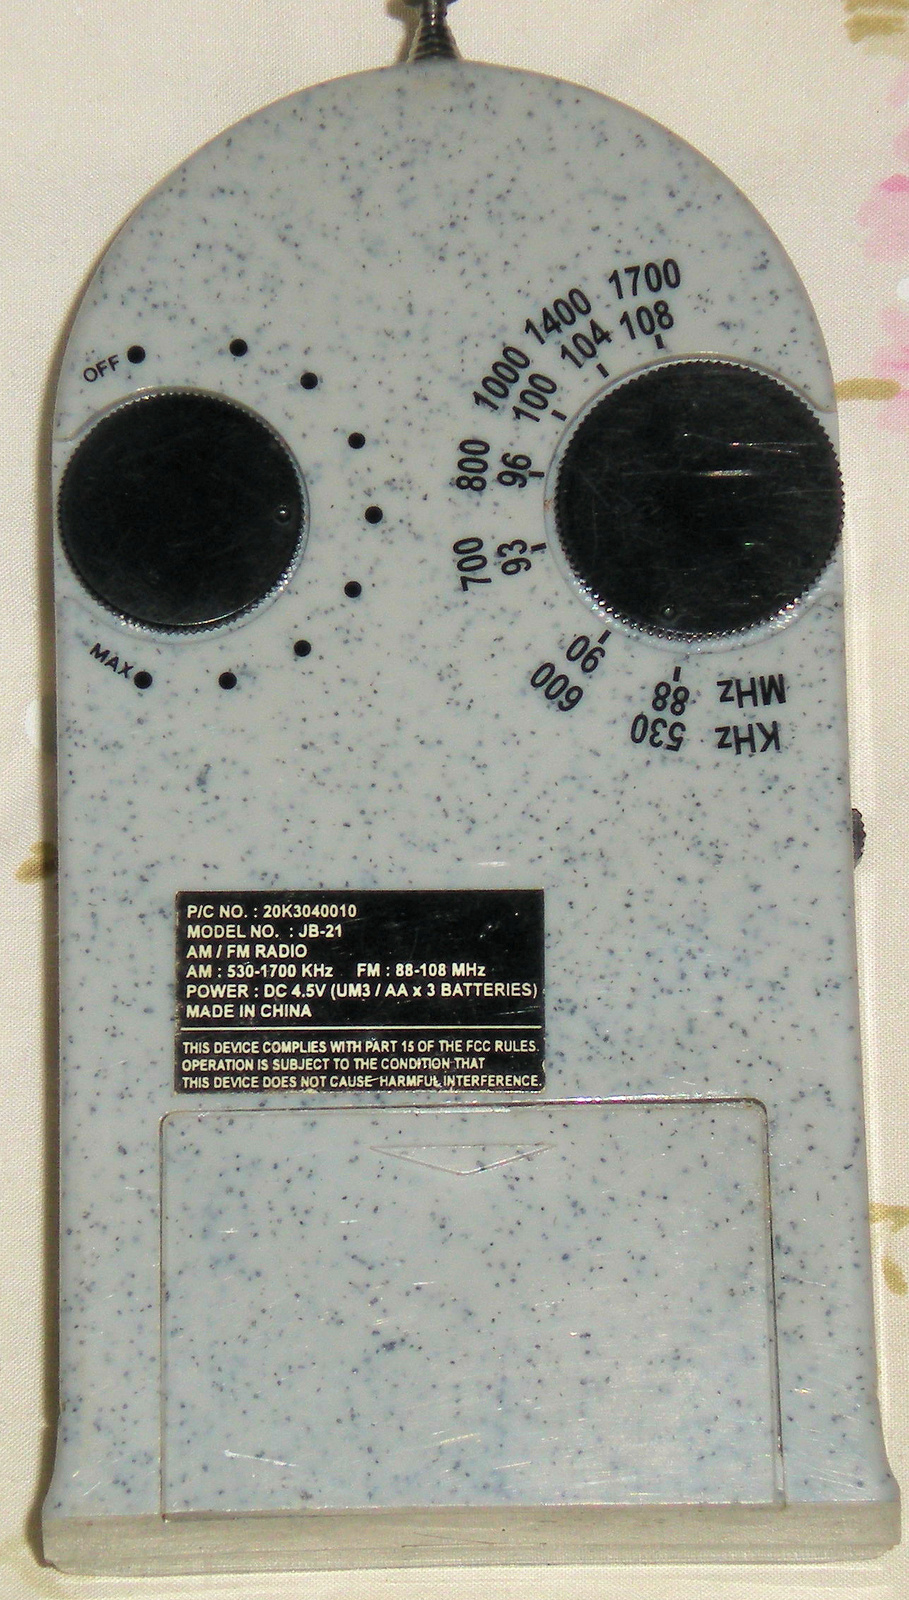 OFF
MAX
1700
1400
1000
800
700
600
530
KHz
108
104
100
96
93
90
88
MHz
P/C NO. : 20K3040010
MODEL NO. : JB-21
AM / FM RADIO
AM : 530-1700 KHz FM : 88-108 MHz
POWER : DC 4.5V (UM3 / AA x 3 BATTERIES)
MADE IN CHINA
THIS DEVICE COMPLIES WITH PART 15 OF THE FCC RULES.
OPERATION IS SUBJECT TO THE CONDITION THAT
THIS DEVICE DOES NOT CAUSE HARMFUL INTERFERENCE.